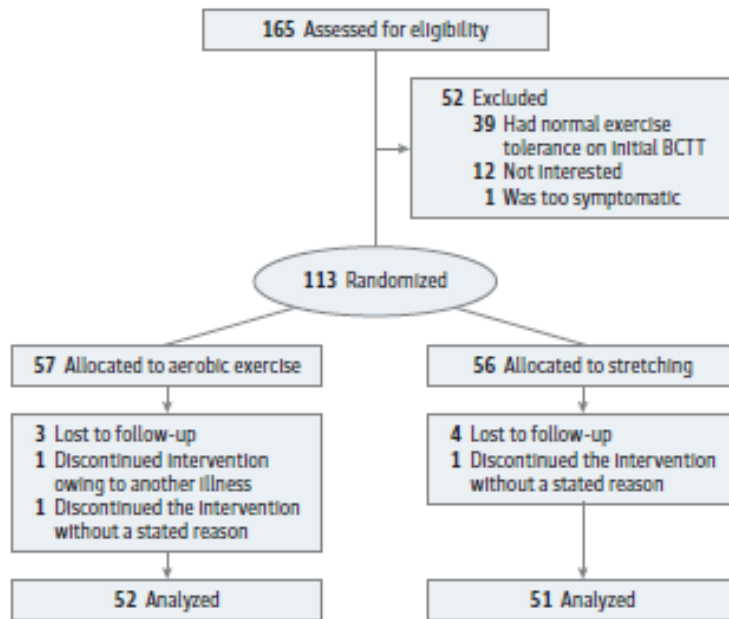 165 Assessed for eligibility
52 Excluded
39 Had normal exercise
tolerance on initial BCTT
12 Not interested
1 Was too symptomatic
113 Randomized
57 Allocated to aerobic exercise
56 Allocated to stretching
3 Lost to follow-up
1 Discontinued intervention
owing to another illness
1 Discontinued the intervention
without a stated reason
4 Lost to follow-up
1 Discontinued the intervention
without a stated reason
52 Analyzed
51 Analyzed